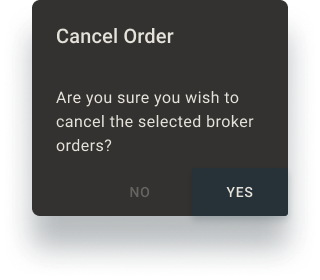 Cancel Order
Are you sure you wish to
cancel the selected broker
orders?
NO
YES